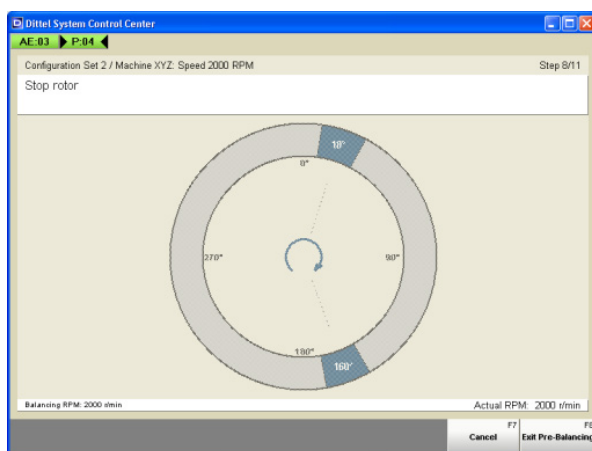 Dittel System Control Center
AE:03 P:04
Configuration Set 2 / Machine XYZ: Speed 2000 RPM Step 8/11
Stop rotor
18°
0°
270° 90°
180°
160°
Balancing RPM: 2000 r/min Actual RPM: 2000 r/min
F7 F8
Cancel Exit Pre-Balancing